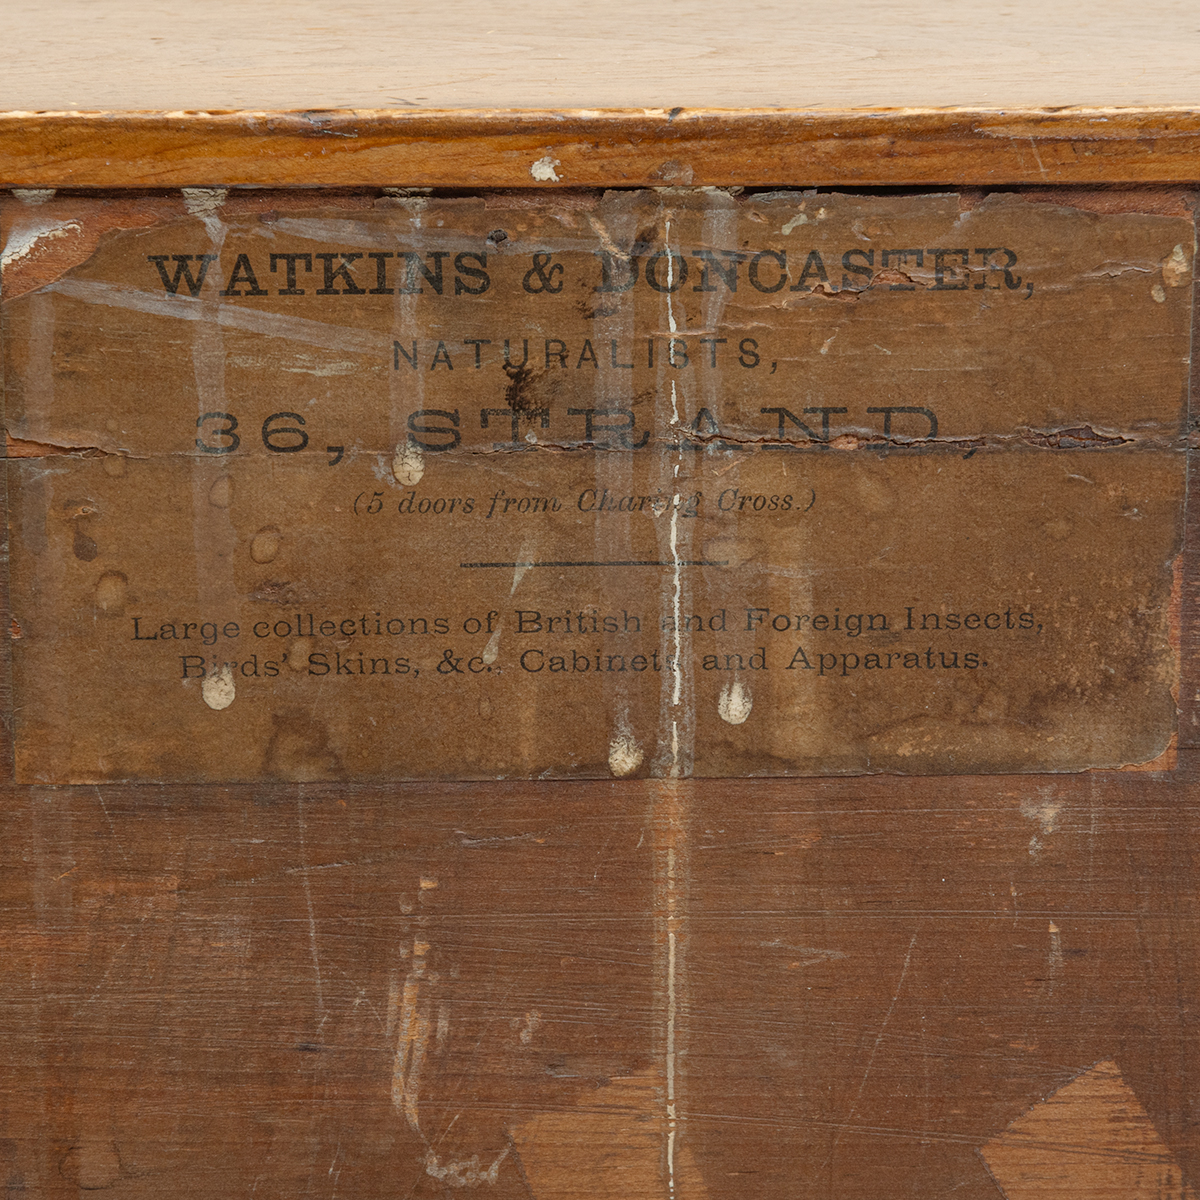 WATKINS & DONCASTER,
NATURALISTS,
36, STRAND,
(5 doors from Charing Cross.)
Large collections of British and Foreign Insects,
Birds' Skins, &c., Cabinets and Apparatus.